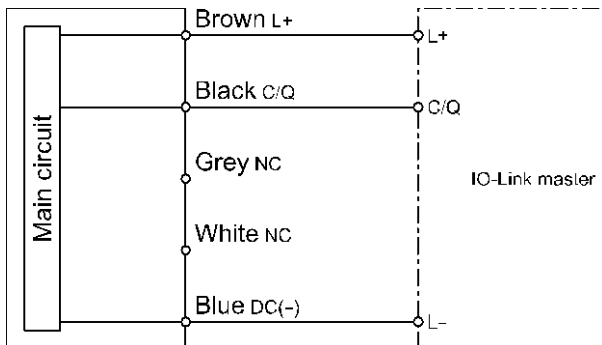 Brown L+
L+
Black C/Q
C/Q
Grey NC
IO-Link master
Main circuit
White NC
Blue DC(−)
L−